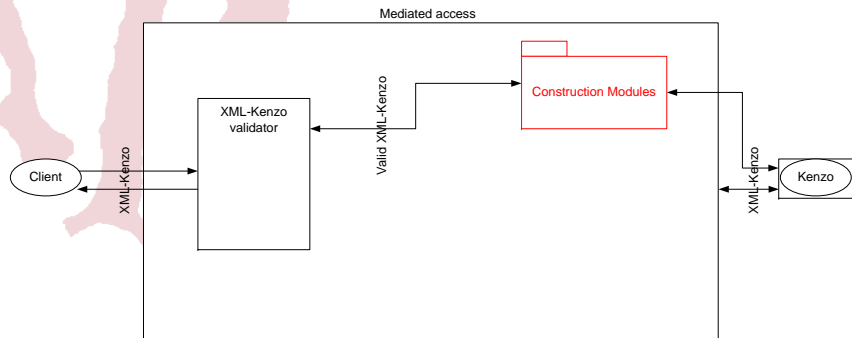 Mediated access
XML-Kenzo
validator
Valid XML-Kenzo
Construction Modules
Client
XML-Kenzo
XML-Kenzo
Kenzo